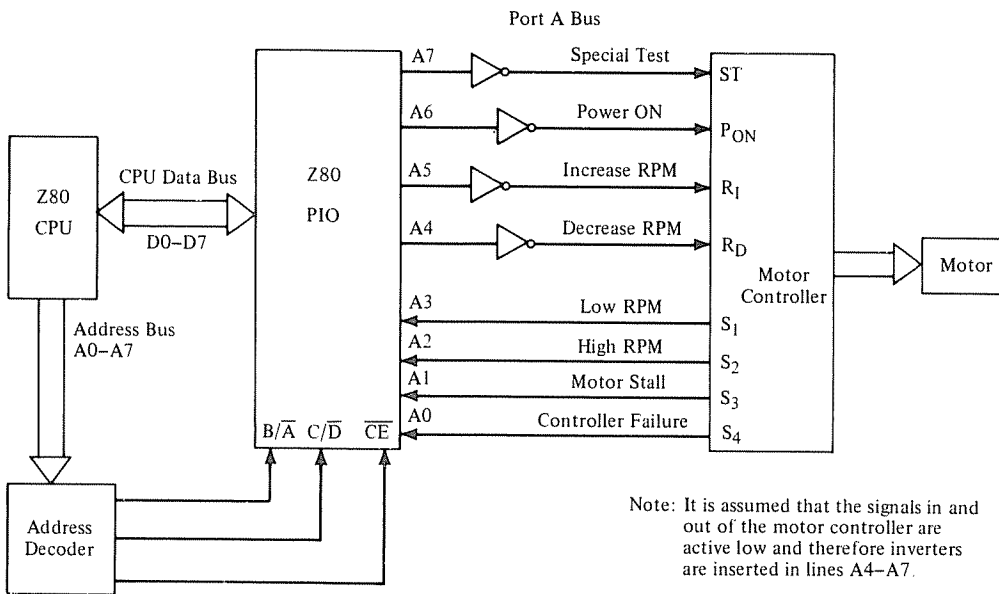 Port A Bus
A7
Special Test
ST
A6
Power ON
P_ON
Z80
CPU
CPU Data Bus
D0–D7
Z80
PIO
A5
Increase RPM
R_I
A4
Decrease RPM
R_D
Motor
Controller
Motor
Address Bus
A0–A7
A3
Low RPM
S_1
A2
High RPM
S_2
A1
Motor Stall
S_3
A0
Controller Failure
S_4
B/A̅ C/D̅ C̅E̅
Address
Decoder
Note: It is assumed that the signals in and
out of the motor controller are
active low and therefore inverters
are inserted in lines A4–A7.